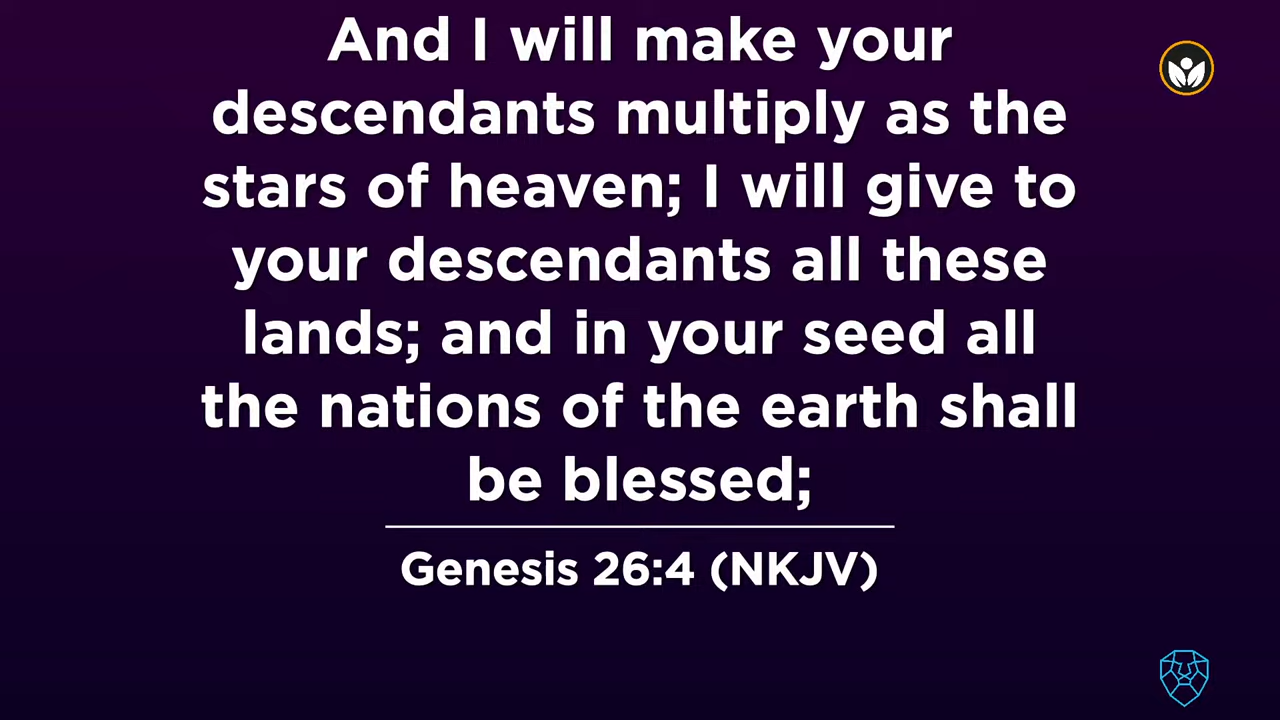 And I will make your
descendants multiply as the
stars of heaven; I will give to
your descendants all these
lands; and in your seed all
the nations of the earth shall
be blessed;
Genesis 26:4 (NKJV)